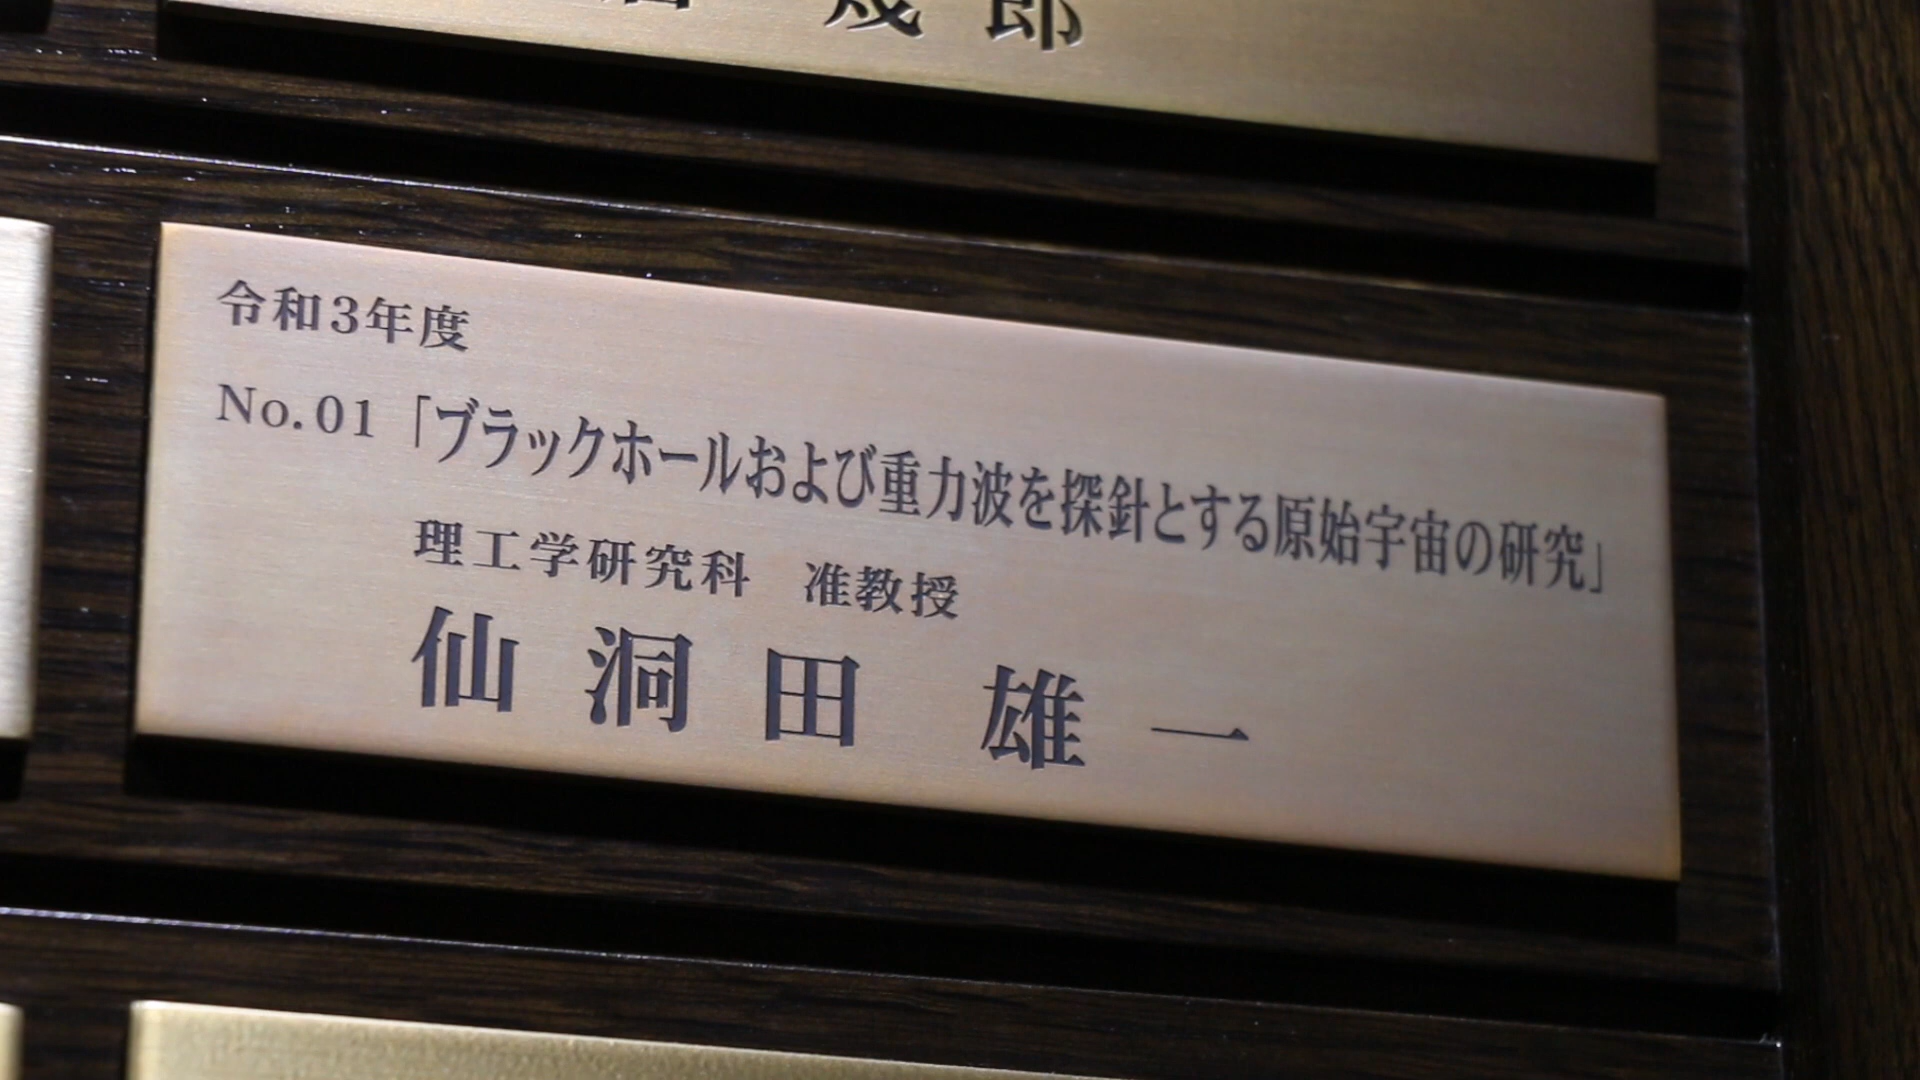 幾郎
令和3年度
No.01「ブラックホールおよび重力波を探針とする原始宇宙の研究」
理工学研究科 准教授
仙洞田 雄一